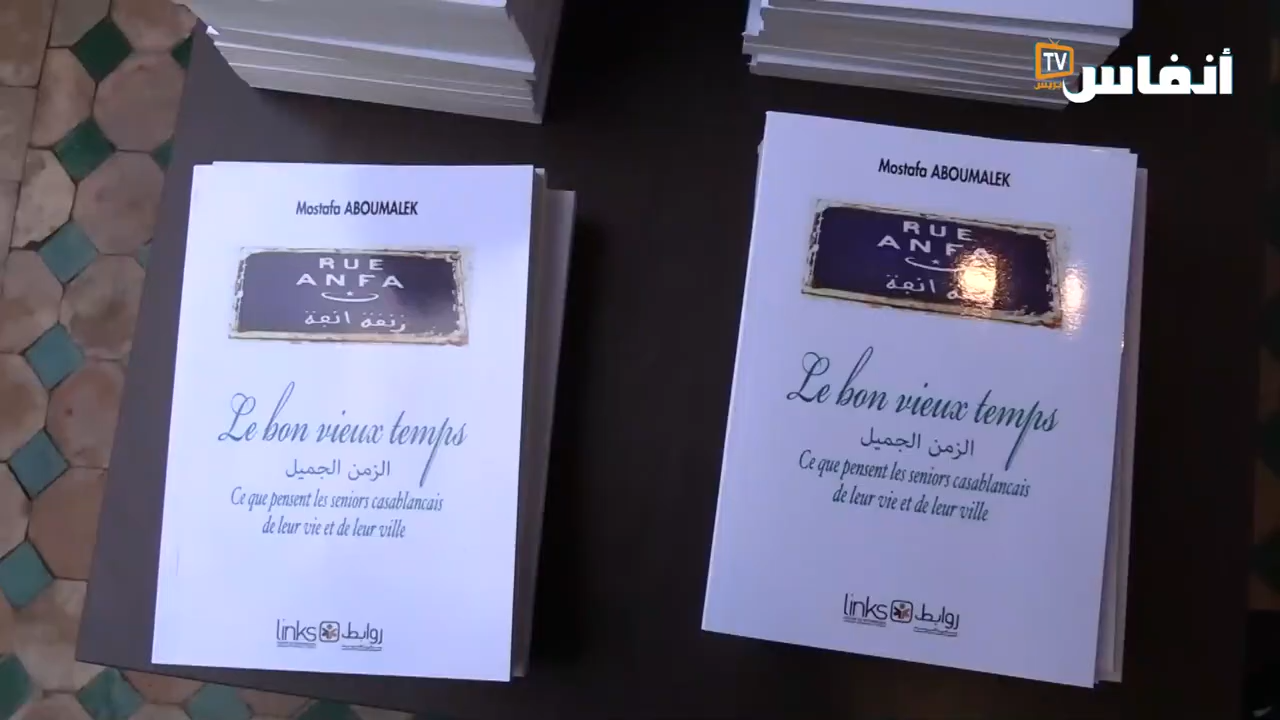 أنفاس
TV
بريس
Mostafa ABOUMALEK
RUE
ANFA
زنقة انفة
Le bon vieux temps
الزمن الجميل
Ce que pensent les seniors casablancais
de leur vie et de leur ville
Links روابط
Mostafa ABOUMALEK
RUE
ANFA
انفة
Le bon vieux temps
الزمن الجميل
Ce que pensent les seniors casablancais
de leur vie et de leur ville
Links روابط